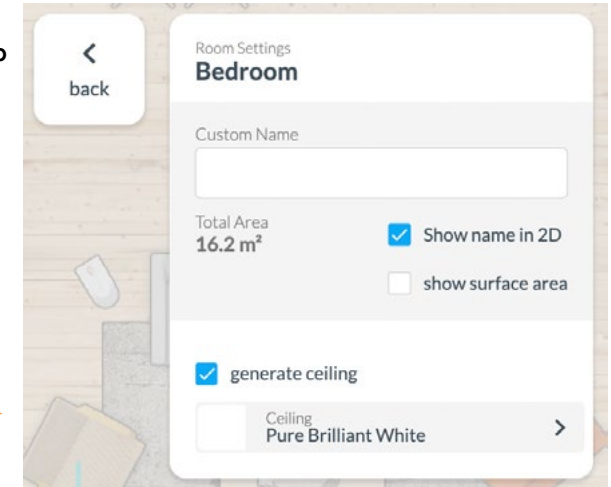 back
Room Settings
Bedroom
Custom Name
Total Area
16.2 m²
Show name in 2D
show surface area
generate ceiling
Ceiling
Pure Brilliant White